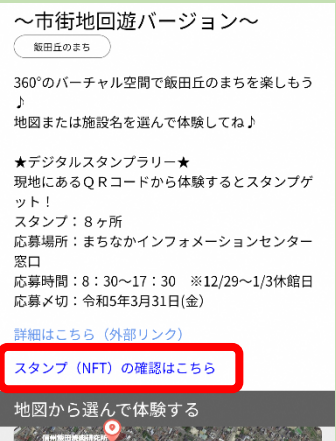 ～市街地回遊バージョン～
飯田丘のまち
360°のバーチャル空間で飯田丘のまちを楽しもう
♪
地図または施設名を選んで体験してね♪
★デジタルスタンプラリー★
現地にあるＱＲコードから体験するとスタンプゲ
ット！
スタンプ：８ヶ所
応募場所：まちなかインフォメーションセンター
窓口
応募時間：8：30～17：30　※12/29～1/3休館日
応募〆切：令和5年3月31日(金）
詳細はこちら（外部リンク）
スタンプ（NFT）の確認はこちら
地図から選んで体験する